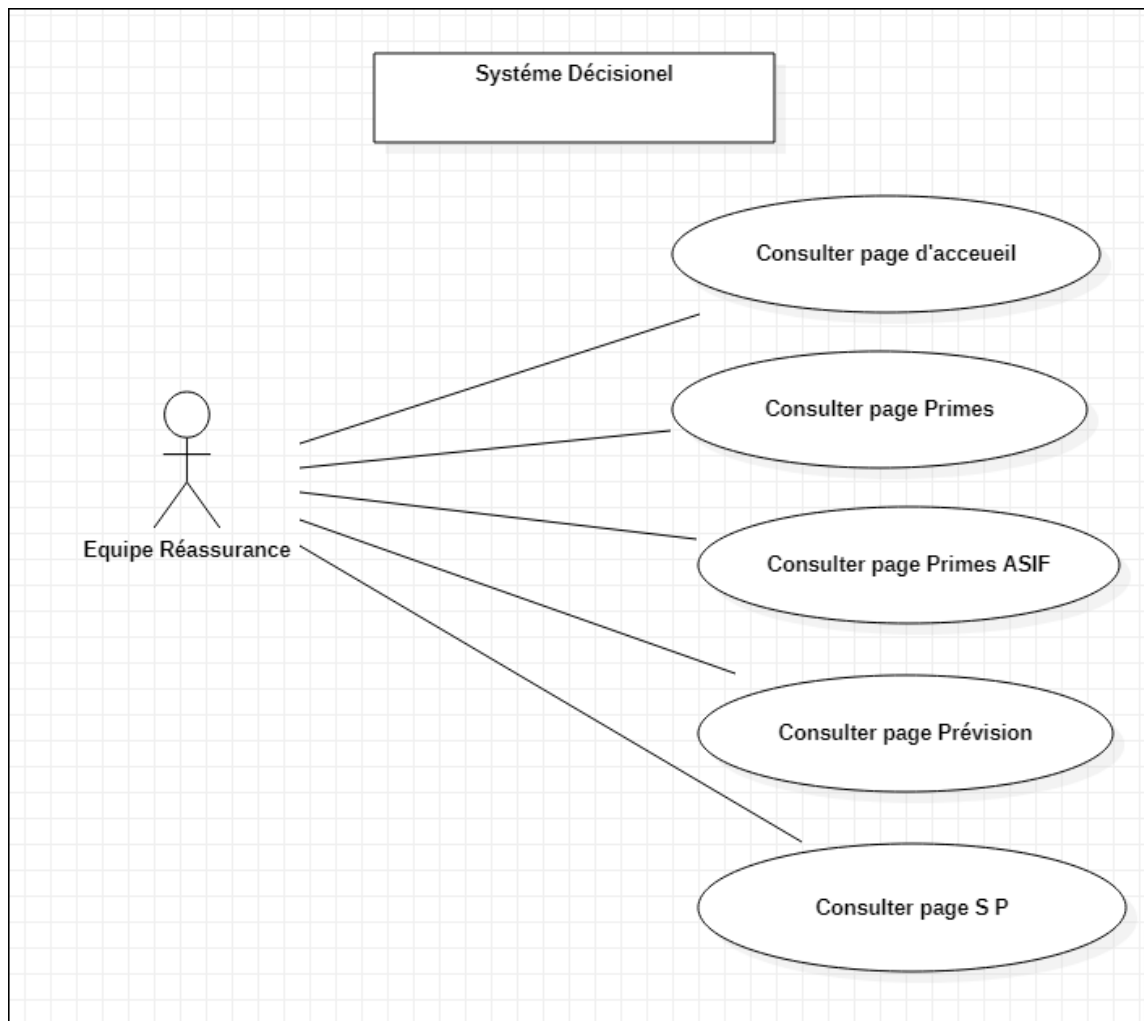 Systéme Décisionel
Consulter page d'acceueil
Consulter page Primes
Equipe Réassurance
Consulter page Primes ASIF
Consulter page Prévision
Consulter page S P